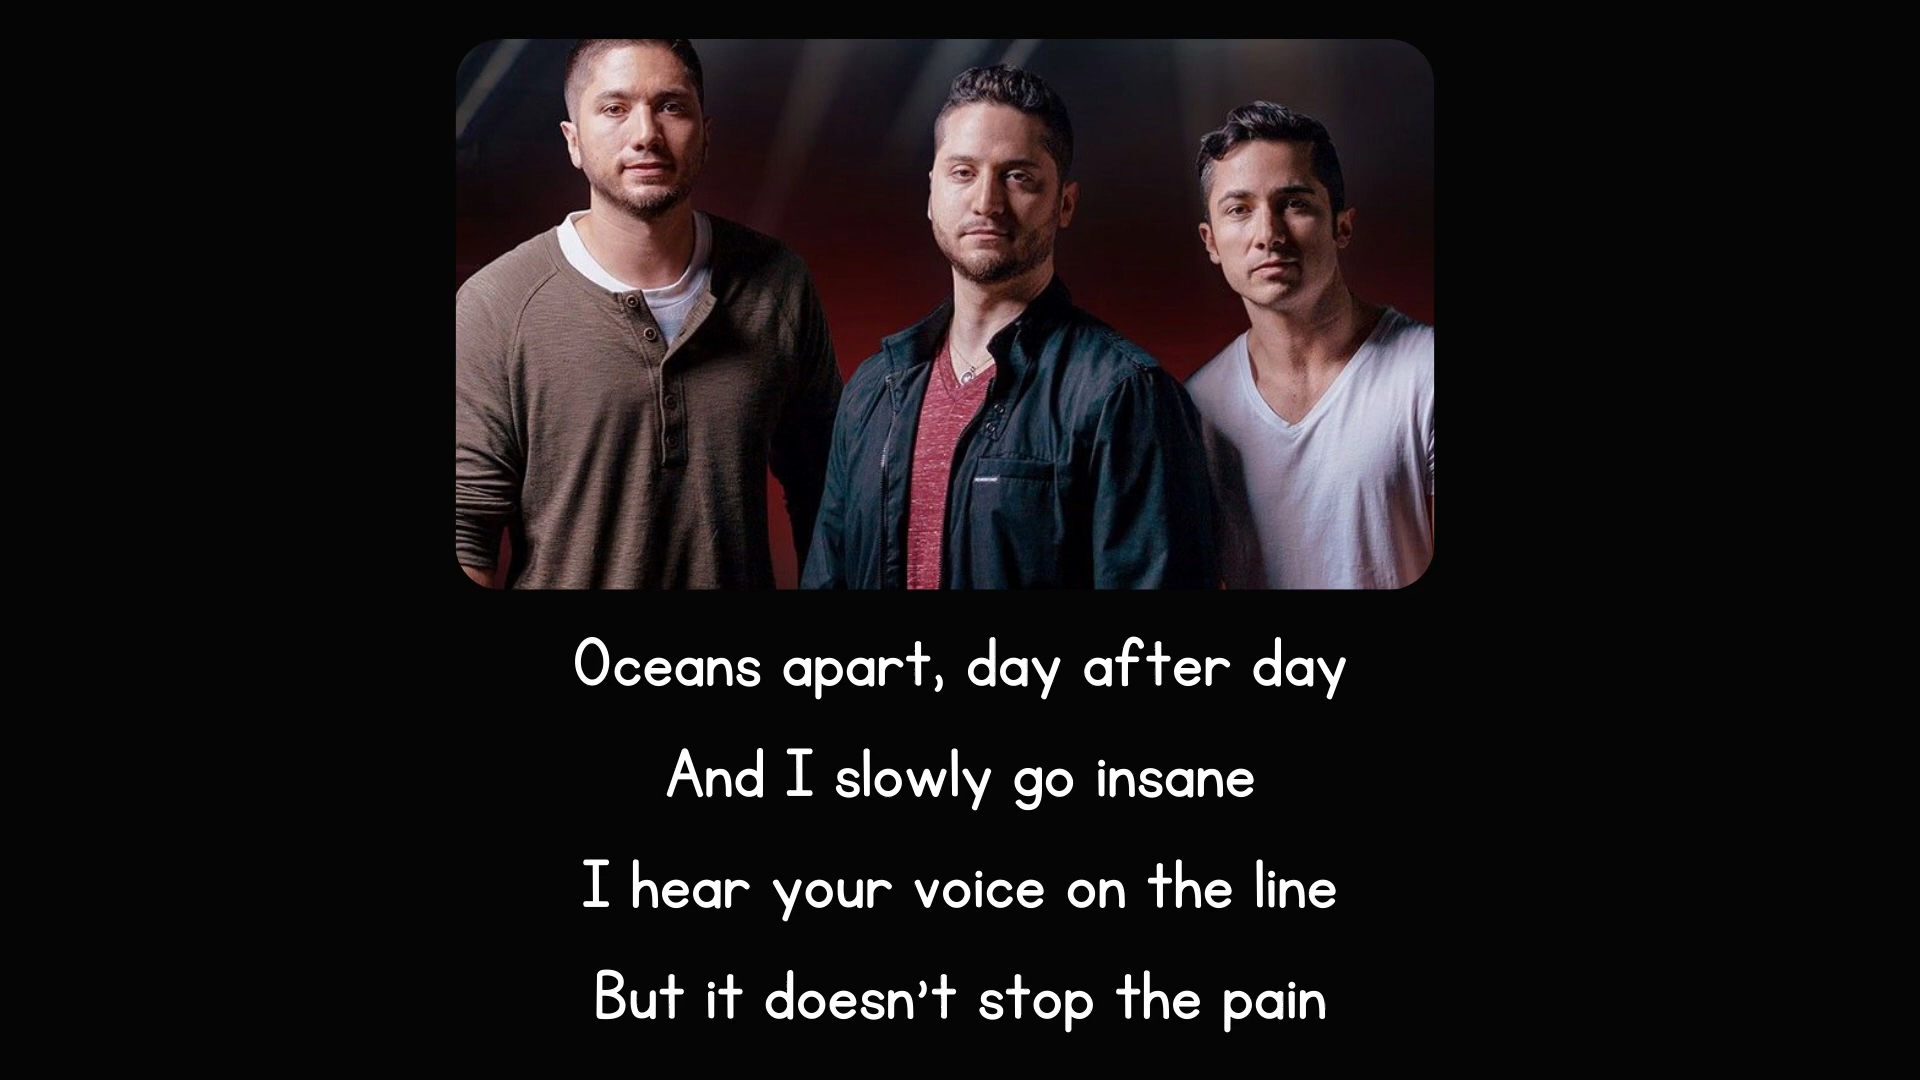 Oceans apart, day after day
And I slowly go insane
I hear your voice on the line
But it doesn't stop the pain